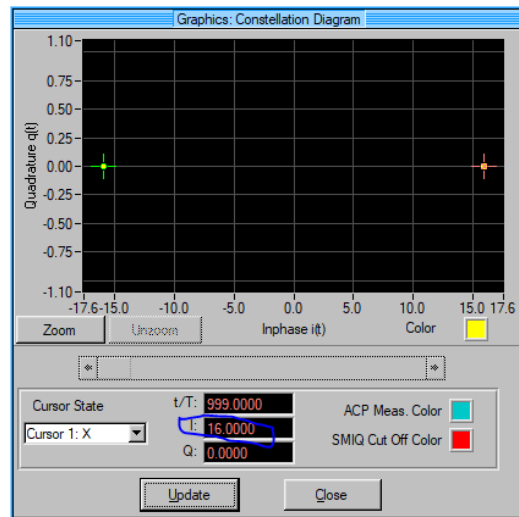 Graphics: Constellation Diagram
1.10
0.75
0.50
0.25
0.00
-0.25
-0.50
-0.75
-1.10
Quadrature q(t)
-17.6 -15.0 -10.0 -5.0 0.0 5.0 10.0 15.0 17.6
Zoom Unzoom Inphase i(t) Color
Cursor State t/T: 999.0000 ACP Meas. Color
Cursor 1: X I: 16.0000 SMIQ Cut Off Color
Q: 0.0000
Update Close